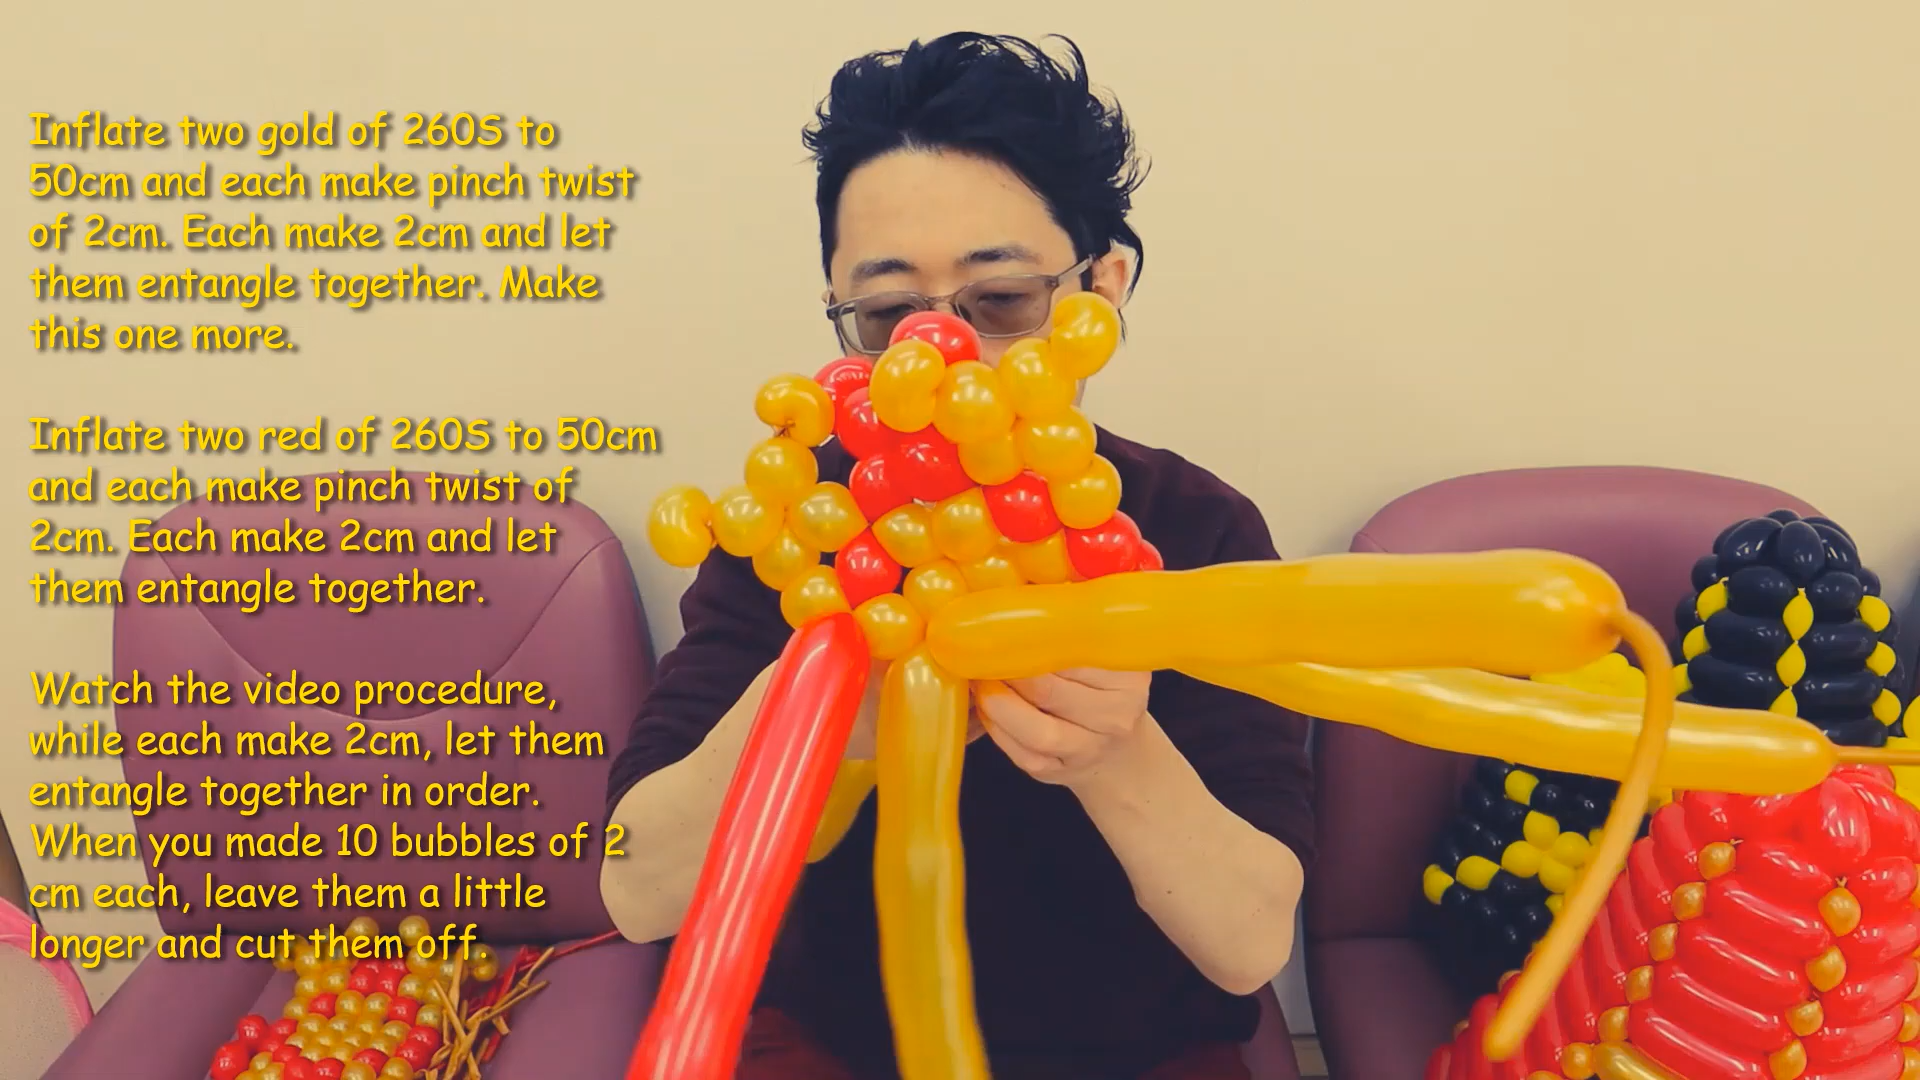 Inflate two gold of 260S to
50cm and each make pinch twist
of 2cm. Each make 2cm and let
them entangle together. Make
this one more.
Inflate two red of 260S to 50cm
and each make pinch twist of
2cm. Each make 2cm and let
them entangle together.
Watch the video procedure,
while each make 2cm, let them
entangle together in order.
When you made 10 bubbles of 2
cm each, leave them a little
longer and cut them off.